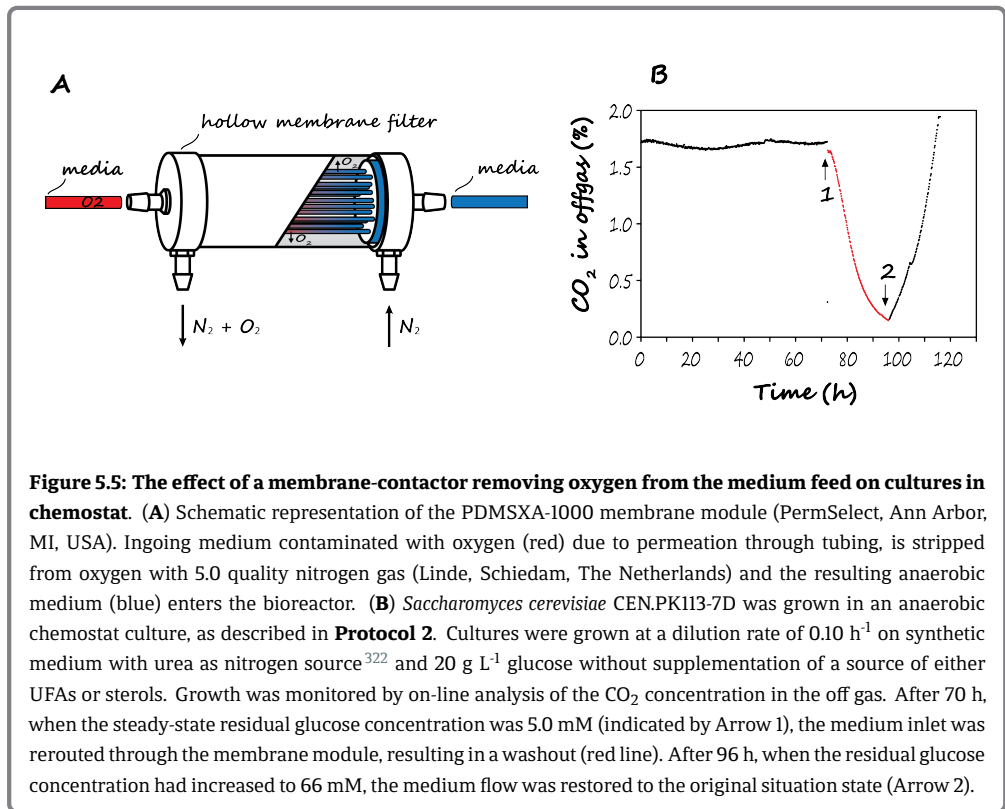 A
B
hollow membrane filter
media
media
O2
O₂
O₂
N₂ + O₂
N₂
CO₂ in offgas (%)
2.0
1.5
1.0
0.5
0.0
1
2
0 20 40 60 80 100 120
Time (h)
Figure 5.5: The effect of a membrane-contactor removing oxygen from the medium feed on cultures in
chemostat. (A) Schematic representation of the PDMSXA-1000 membrane module (PermSelect, Ann Arbor,
MI, USA). Ingoing medium contaminated with oxygen (red) due to permeation through tubing, is stripped
from oxygen with 5.0 quality nitrogen gas (Linde, Schiedam, The Netherlands) and the resulting anaerobic
medium (blue) enters the bioreactor. (B) Saccharomyces cerevisiae CEN.PK113-7D was grown in an anaerobic
chemostat culture, as described in Protocol 2. Cultures were grown at a dilution rate of 0.10 h⁻¹ on synthetic
medium with urea as nitrogen source³²² and 20 g L⁻¹ glucose without supplementation of a source of either
UFAs or sterols. Growth was monitored by on-line analysis of the CO₂ concentration in the off gas. After 70 h,
when the steady-state residual glucose concentration was 5.0 mM (indicated by Arrow 1), the medium inlet was
rerouted through the membrane module, resulting in a washout (red line). After 96 h, when the residual glucose
concentration had increased to 66 mM, the medium flow was restored to the original situation state (Arrow 2).